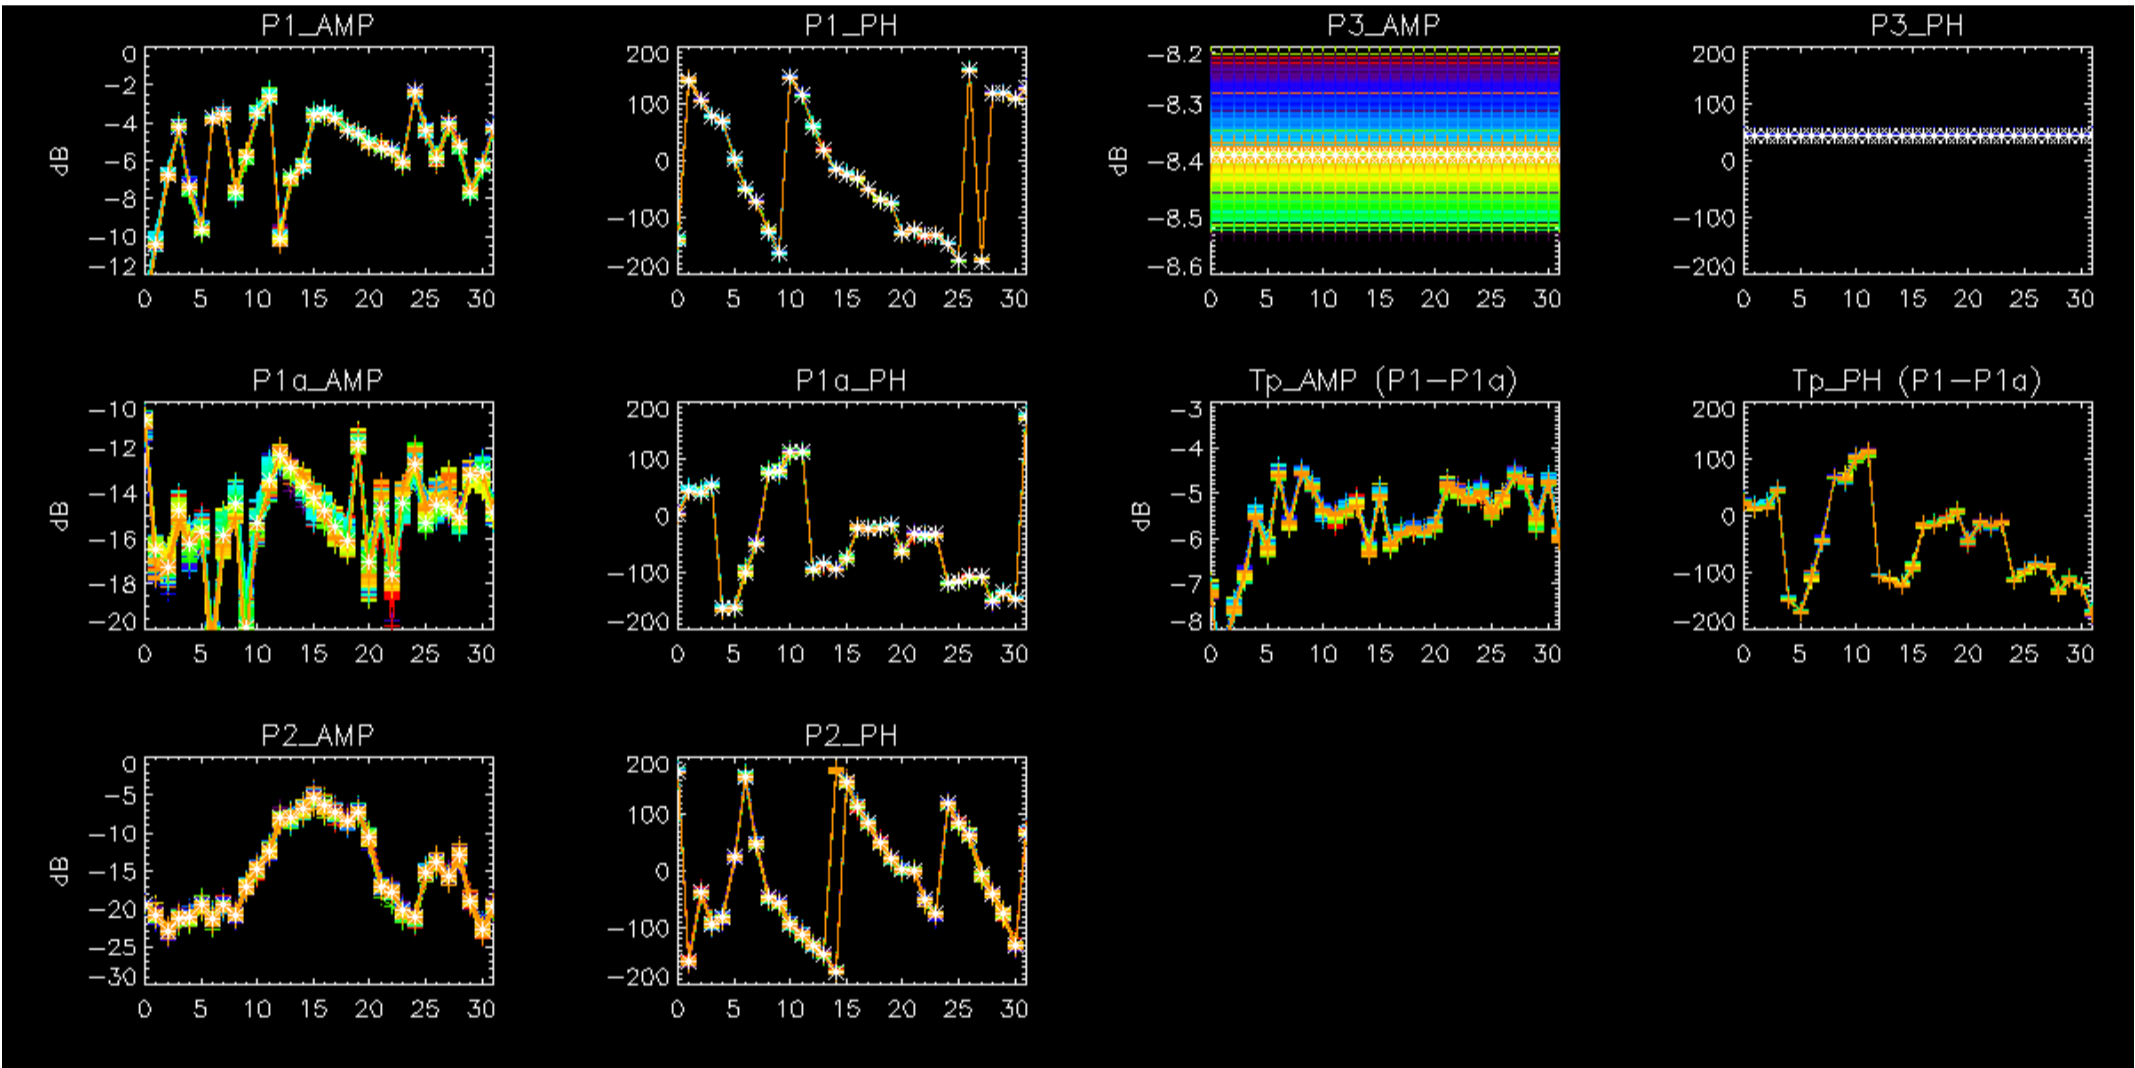 P1_AMP P1_PH P3_AMP P3_PH
0 200 -8.2 200
-2 100 -8.3 100
-4
dB -6 0 dB -8.4 0
-8
-10 -100 -8.5 -100
-12 -200 -8.6 -200
0 5 10 15 20 25 30 0 5 10 15 20 25 30 0 5 10 15 20 25 30 0 5 10 15 20 25 30
P1a_AMP P1a_PH Tp_AMP (P1-P1a) Tp_PH (P1-P1a)
-10 200 -3 200
-12 100 -4 100
dB -14 0 dB -5 0
-16 -6
-18 -100 -7 -100
-20 -200 -8 -200
0 5 10 15 20 25 30 0 5 10 15 20 25 30 0 5 10 15 20 25 30 0 5 10 15 20 25 30
P2_AMP P2_PH
0 200
-5 100
-10
dB -15 0
-20
-25 -100
-30 -200
0 5 10 15 20 25 30 0 5 10 15 20 25 30